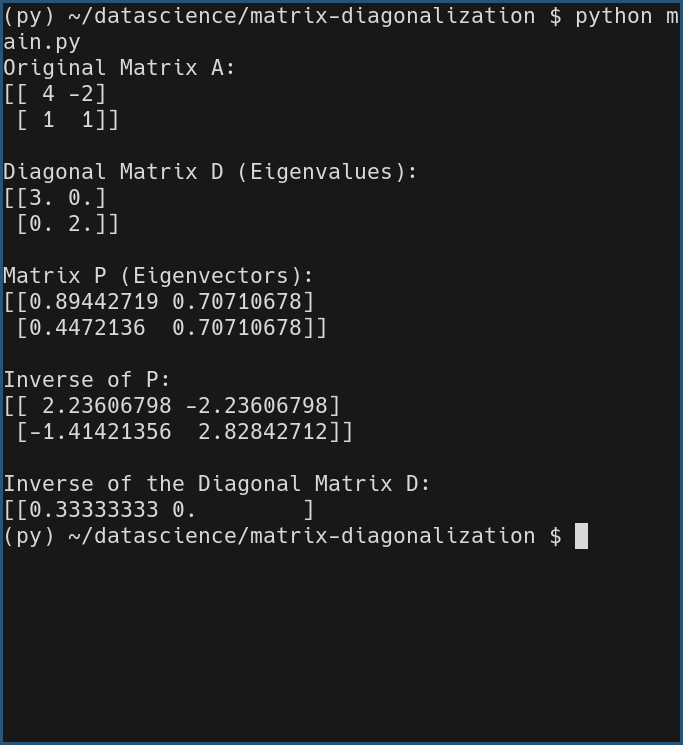 (py) ~/datascience/matrix-diagonalization $ python m
ain.py
Original Matrix A:
[[ 4 -2]
 [ 1  1]]

Diagonal Matrix D (Eigenvalues):
[[3. 0.]
 [0. 2.]]

Matrix P (Eigenvectors):
[[0.89442719 0.70710678]
 [0.4472136  0.70710678]]

Inverse of P:
[[ 2.23606798 -2.23606798]
 [-1.41421356  2.82842712]]

Inverse of the Diagonal Matrix D:
[[0.33333333 0.        ]
(py) ~/datascience/matrix-diagonalization $